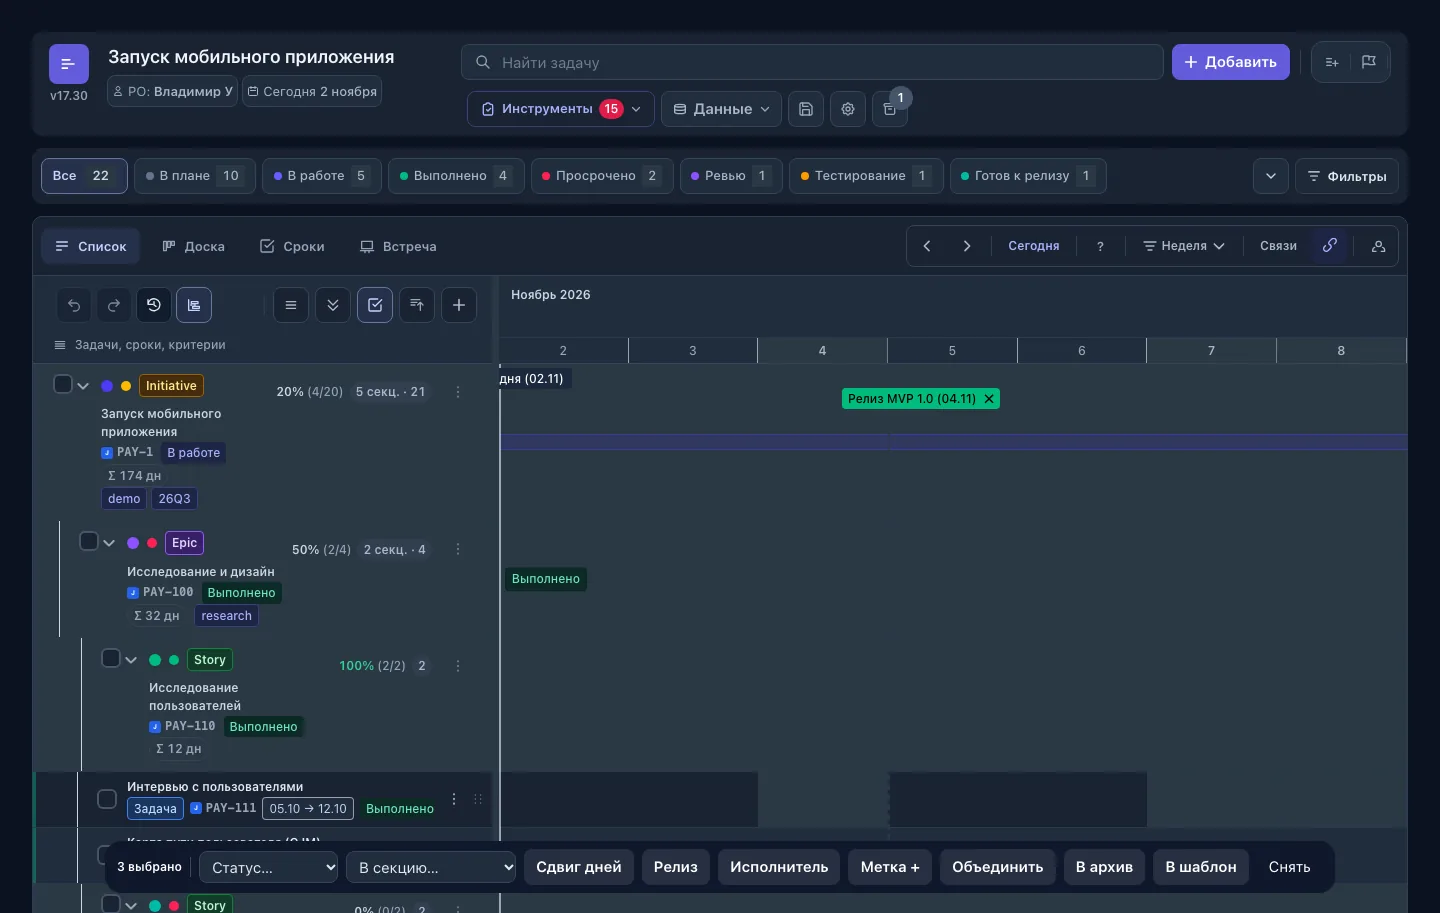 Запуск мобильного приложения
v17.30
PO: Владимир У
Сегодня 2 ноября
Найти задачу
Добавить
Инструменты 15
Данные
1
Все 22
В плане 10
В работе 5
Выполнено 4
Просрочено 2
Ревью 1
Тестирование 1
Готов к релизу 1
Фильтры
Список
Доска
Сроки
Встреча
Сегодня
?
Неделя
Связи
Задачи, сроки, критерии
Ноябрь 2026
2 3 4 5 6 7 8
дня (02.11)
Релиз MVP 1.0 (04.11) ✕
Initiative
20% (4/20) 5 секц. · 21
Запуск мобильного
приложения
PAY-1 В работе
Σ 174 дн
demo 26Q3
Epic
50% (2/4) 2 секц. · 4
Исследование и дизайн
PAY-100 Выполнено
Σ 32 дн research
Выполнено
Story
100% (2/2) 2
Исследование
пользователей
PAY-110 Выполнено
Σ 12 дн
Интервью с пользователями
Задача PAY-111 05.10 → 12.10 Выполнено
3 выбрано
Статус...
В секцию...
Сдвиг дней
Релиз
Исполнитель
Метка +
Объединить
В архив
В шаблон
Снять
Story
0% (0/2) 2